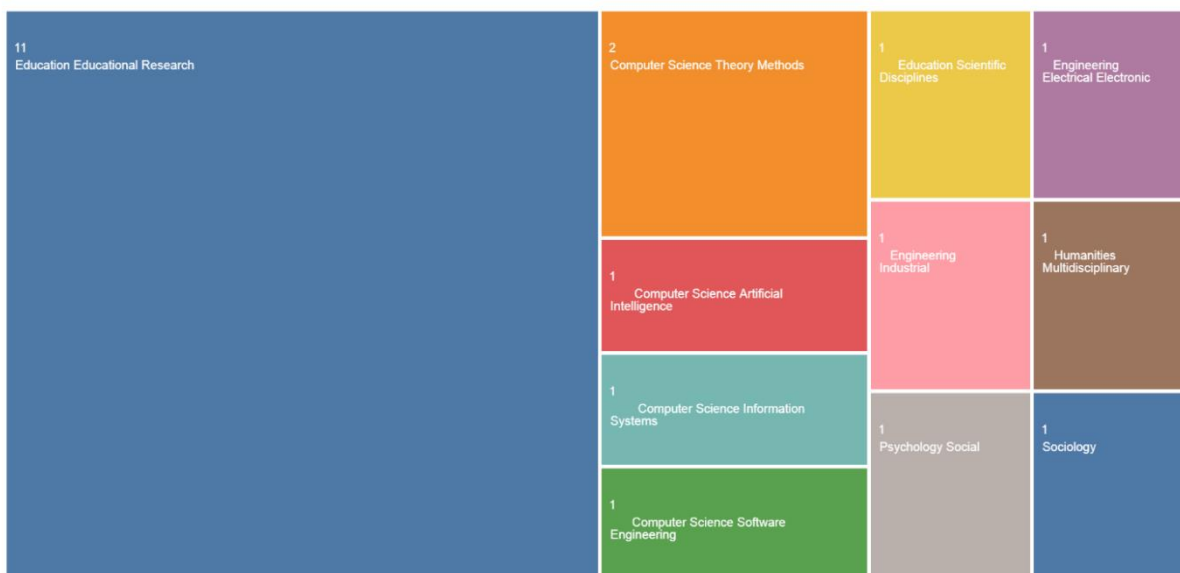 11
Education Educational Research
2
Computer Science Theory Methods
1
Computer Science Artificial
Intelligence
1
Computer Science Information
Systems
1
Computer Science Software
Engineering
1
Education Scientific
Disciplines
1
Engineering
Industrial
1
Psychology Social
1
Engineering
Electrical Electronic
1
Humanities
Multidisciplinary
1
Sociology